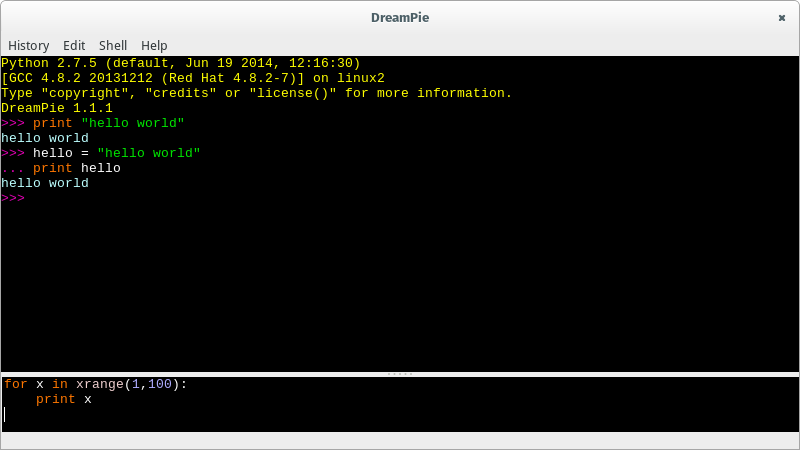 DreamPie
History Edit Shell Help
Python 2.7.5 (default, Jun 19 2014, 12:16:30)
[GCC 4.8.2 20131212 (Red Hat 4.8.2-7)] on linux2
Type "copyright", "credits" or "license()" for more information.
DreamPie 1.1.1
>>> print "hello world"
hello world
>>> hello = "hello world"
... print hello
hello world
>>>
for x in xrange(1,100):
    print x